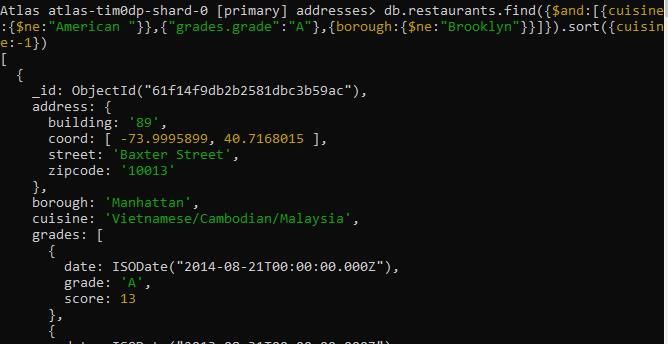 Atlas atlas-tim0dp-shard-0 [primary] addresses> db.restaurants.find({$and:[{cuisine
:{$ne:"American "}},{"grades.grade":"A"},{borough:{$ne:"Brooklyn"}}]}).sort({cuisin
e:-1})
[
  {
    _id: ObjectId("61f14f9db2b2581dbc3b59ac"),
    address: {
      building: '89',
      coord: [ -73.9995899, 40.7168015 ],
      street: 'Baxter Street',
      zipcode: '10013'
    },
    borough: 'Manhattan',
    cuisine: 'Vietnamese/Cambodian/Malaysia',
    grades: [
      {
        date: ISODate("2014-08-21T00:00:00.000Z"),
        grade: 'A',
        score: 13
      },
      {